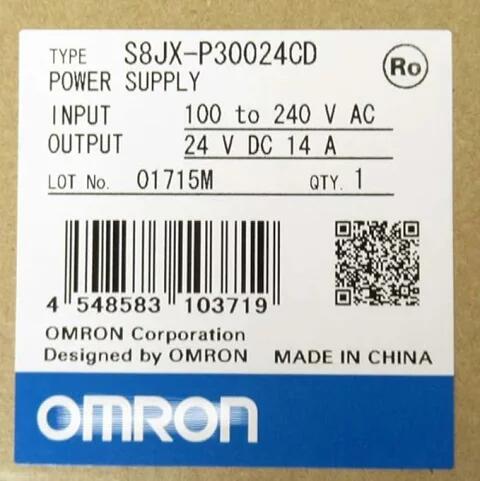 TYPE S8JX-P30024CD
Ro
POWER SUPPLY
INPUT 100 to 240 V AC
OUTPUT 24 V DC 14 A
LOT No. 01715M QTY. 1
4 548583 103719
OMRON Corporation
Designed by OMRON MADE IN CHINA
OMRON